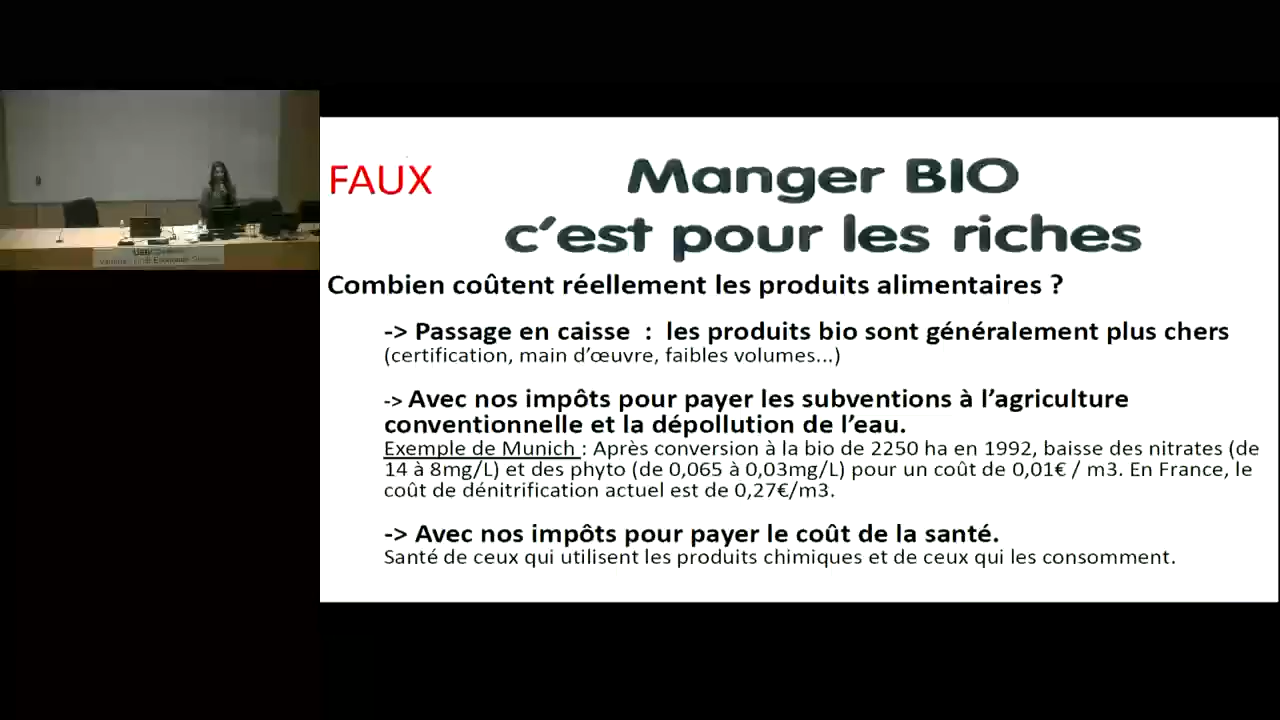 FAUX
Manger BIO
c'est pour les riches
Combien coûtent réellement les produits alimentaires ?
-> Passage en caisse : les produits bio sont généralement plus chers
(certification, main d'œuvre, faibles volumes...)
-> Avec nos impôts pour payer les subventions à l'agriculture
conventionnelle et la dépollution de l'eau.
Exemple de Munich : Après conversion à la bio de 2250 ha en 1992, baisse des nitrates (de
14 à 8mg/L) et des phyto (de 0,065 à 0,03mg/L) pour un coût de 0,01€ / m3. En France, le
coût de dénitrification actuel est de 0,27€/m3.
-> Avec nos impôts pour payer le coût de la santé.
Santé de ceux qui utilisent les produits chimiques et de ceux qui les consomment.